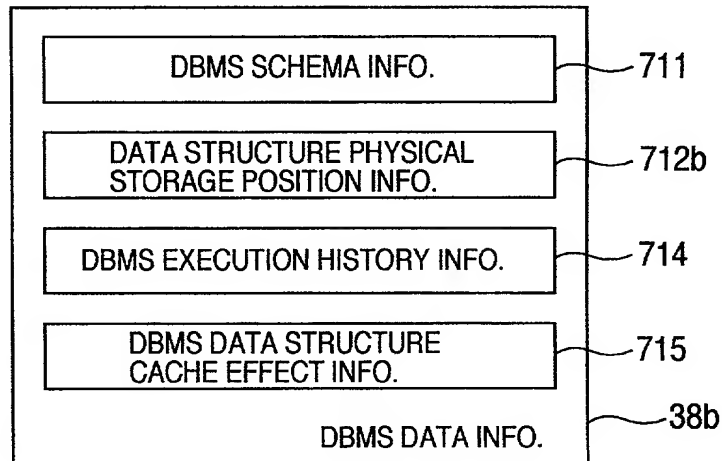 DBMS SCHEMA INFO.
711
DATA STRUCTURE PHYSICAL
STORAGE POSITION INFO.
712b
DBMS EXECUTION HISTORY INFO.
714
DBMS DATA STRUCTURE
CACHE EFFECT INFO.
715
DBMS DATA INFO.
38b